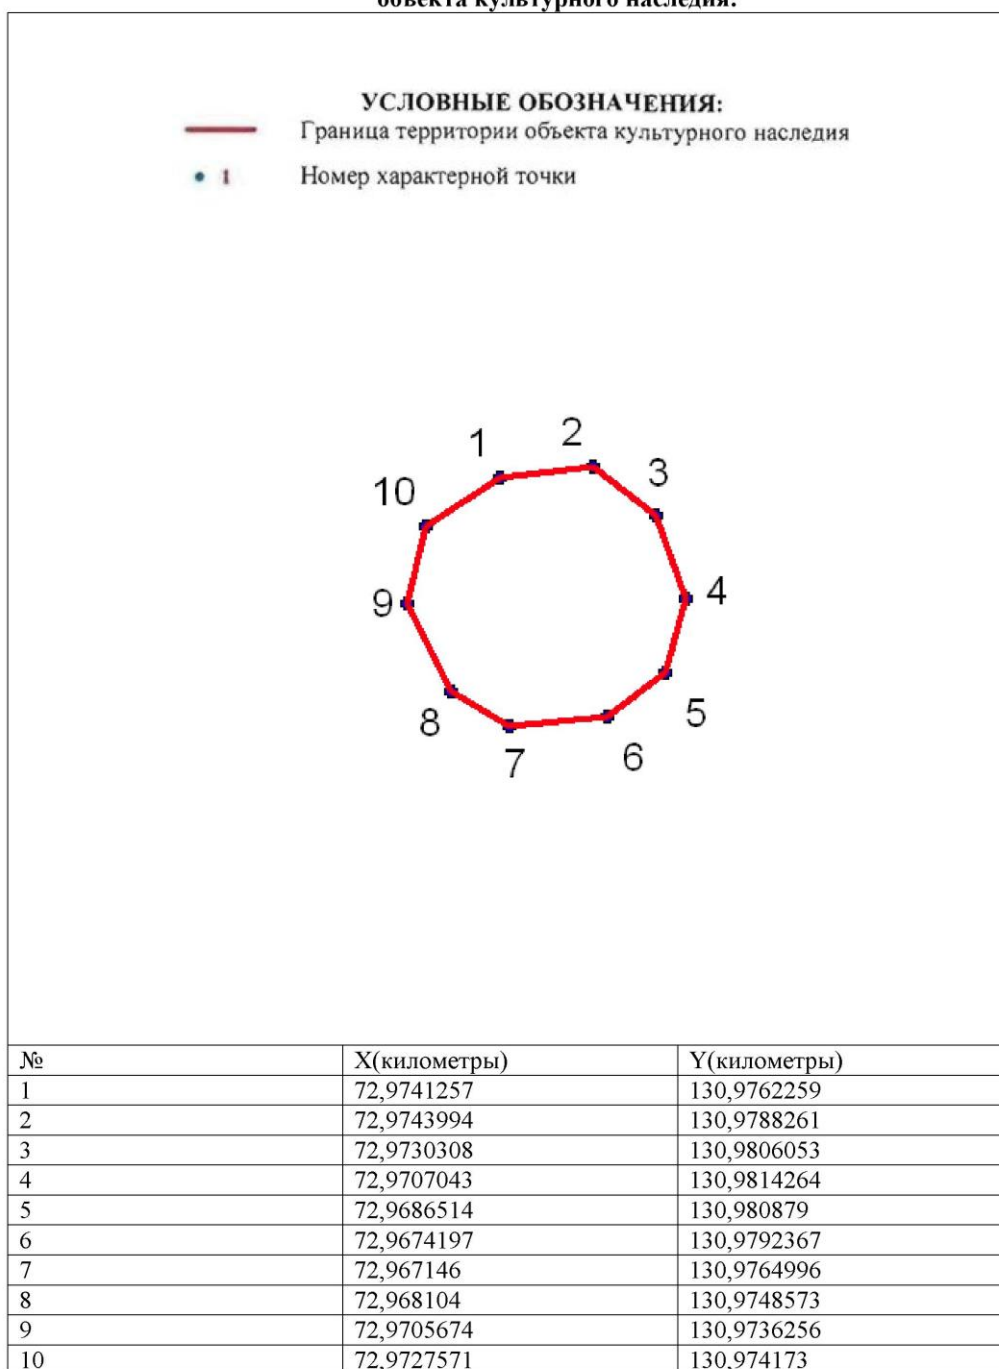 объекта культурного наследия:
УСЛОВНЫЕ ОБОЗНАЧЕНИЯ:
Граница территории объекта культурного наследия
1 Номер характерной точки
1
2
3
10
4
9
5
8
6
7
№ X(километры) Y(километры)
1 72,9741257 130,9762259
2 72,9743994 130,9788261
3 72,9730308 130,9806053
4 72,9707043 130,9814264
5 72,9686514 130,980879
6 72,9674197 130,9792367
7 72,967146 130,9764996
8 72,968104 130,9748573
9 72,9705674 130,9736256
10 72,9727571 130,974173